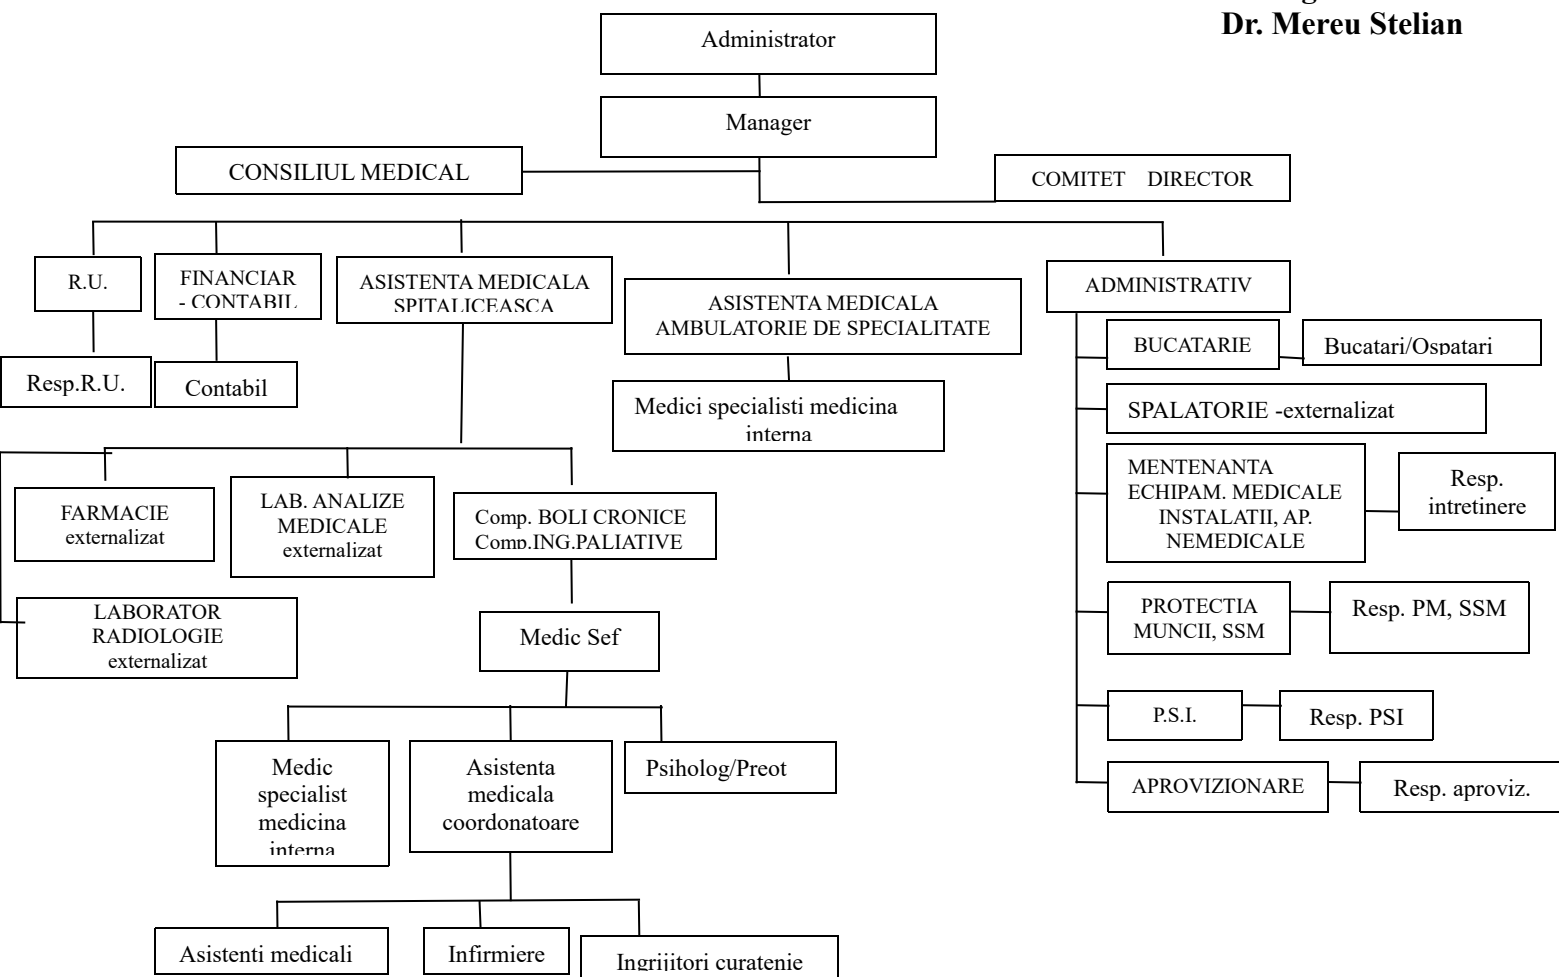 Dr. Mereu Stelian
Administrator
Manager
CONSILIUL MEDICAL
COMITET DIRECTOR
R.U.
FINANCIAR
- CONTABIL
ASISTENTA MEDICALA
SPITALICEASCA
ASISTENTA MEDICALA
AMBULATORIE DE SPECIALITATE
ADMINISTRATIV
Resp.R.U.
Contabil
Medici specialisti medicina
interna
BUCATARIE
Bucatari/Ospatari
SPALATORIE -externalizat
MENTENANTA
ECHIPAM. MEDICALE
INSTALATII, AP.
NEMEDICALE
Resp.
intretinere
FARMACIE
externalizat
LAB. ANALIZE
MEDICALE
externalizat
Comp. BOLI CRONICE
Comp.ING.PALIATIVE
LABORATOR
RADIOLOGIE
externalizat
Medic Sef
PROTECTIA
MUNCII, SSM
Resp. PM, SSM
P.S.I.
Resp. PSI
Medic
specialist
medicina
interna
Asistenta
medicala
coordonatoare
Psiholog/Preot
APROVIZIONARE
Resp. aproviz.
Asistenti medicali
Infirmiere
Ingrijitori curatenie